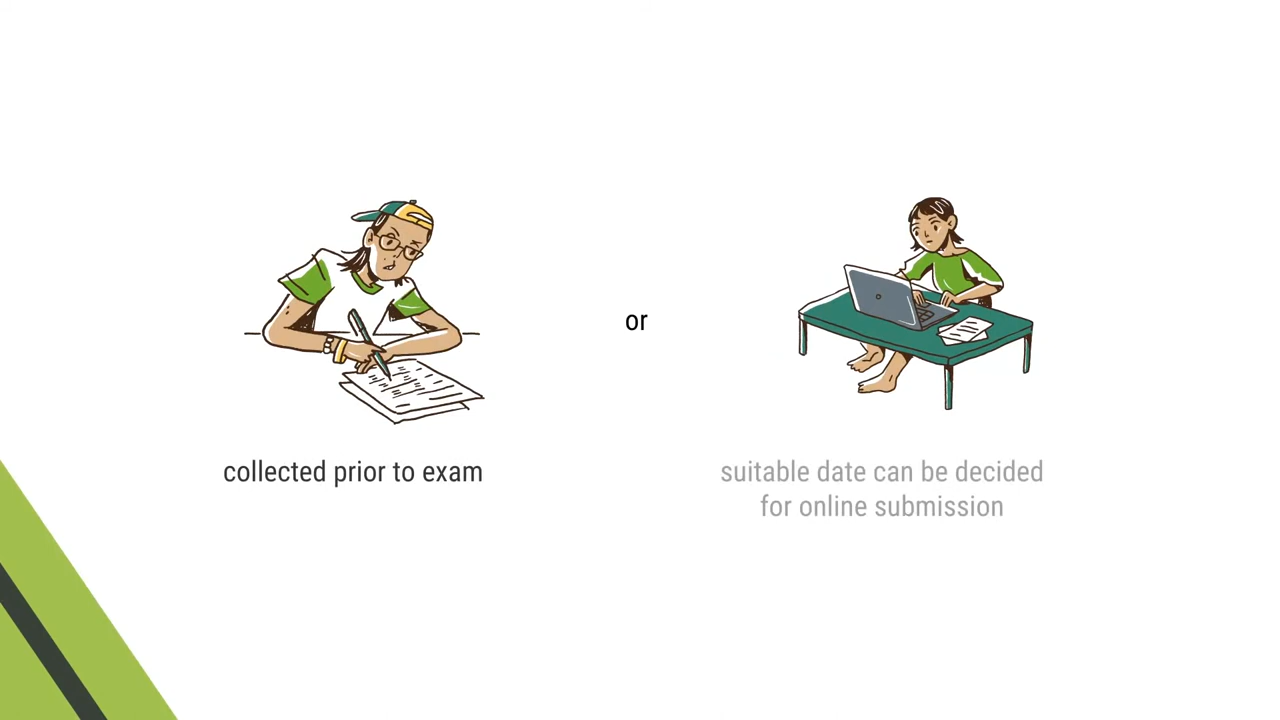 or
collected prior to exam
suitable date can be decided
for online submission